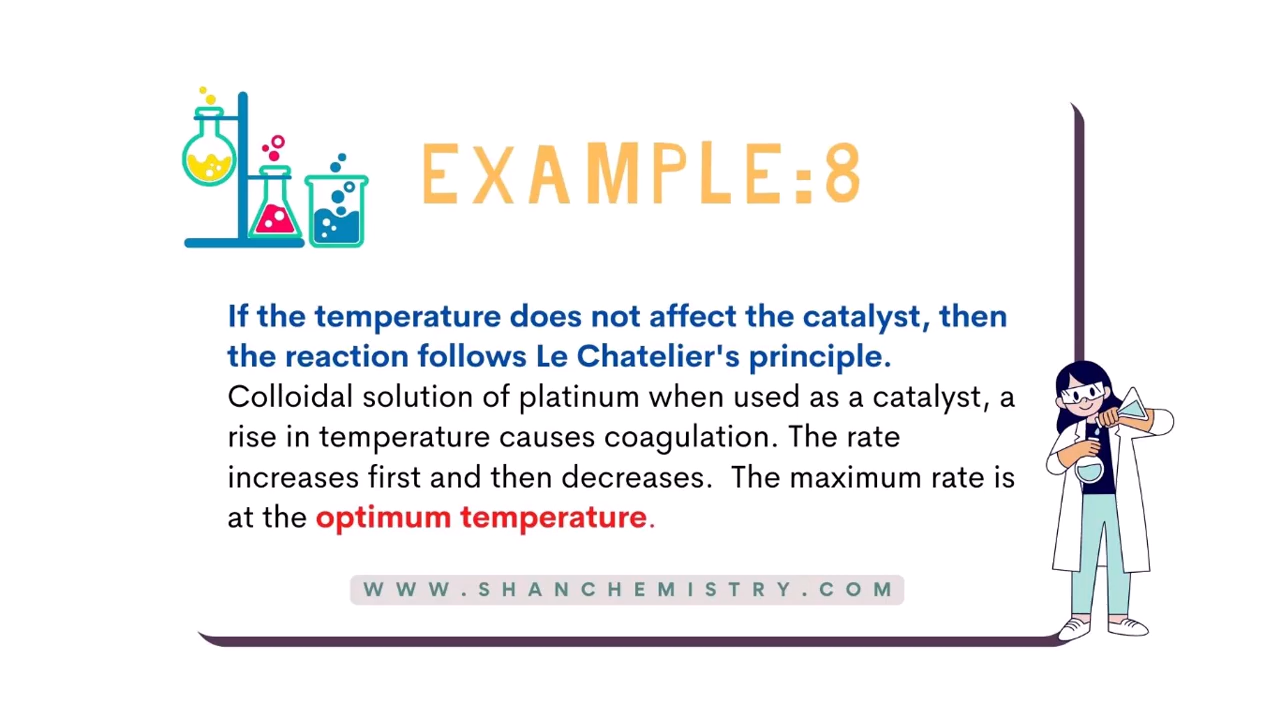 EXAMPLE:8
If the temperature does not affect the catalyst, then
the reaction follows Le Chatelier's principle.
Colloidal solution of platinum when used as a catalyst, a
rise in temperature causes coagulation. The rate
increases first and then decreases.  The maximum rate is
at the optimum temperature.
WWW.SHANCHEMISTRY.COM